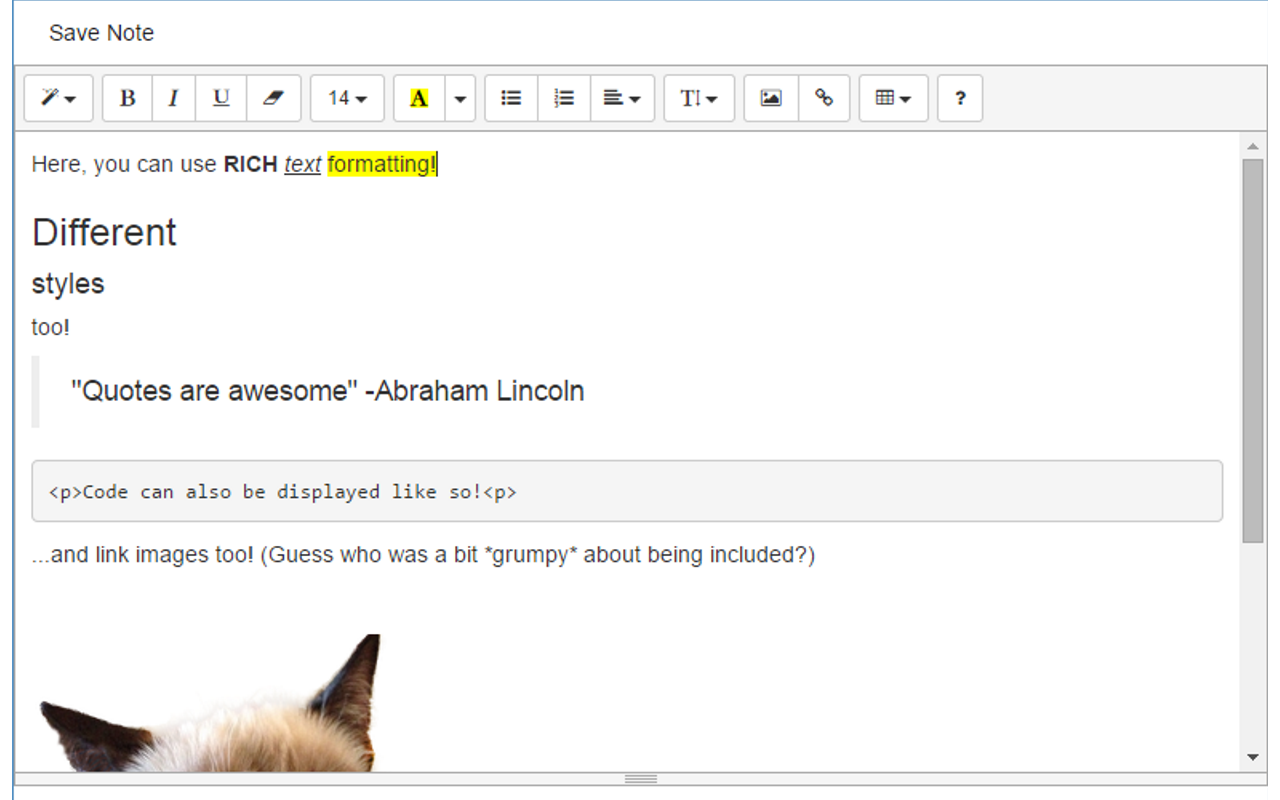 Save Note
B I U 14 A TI ?
Here, you can use RICH text formatting!
Different
styles
too!
"Quotes are awesome" -Abraham Lincoln
<p>Code can also be displayed like so!<p>
...and link images too! (Guess who was a bit *grumpy* about being included?)